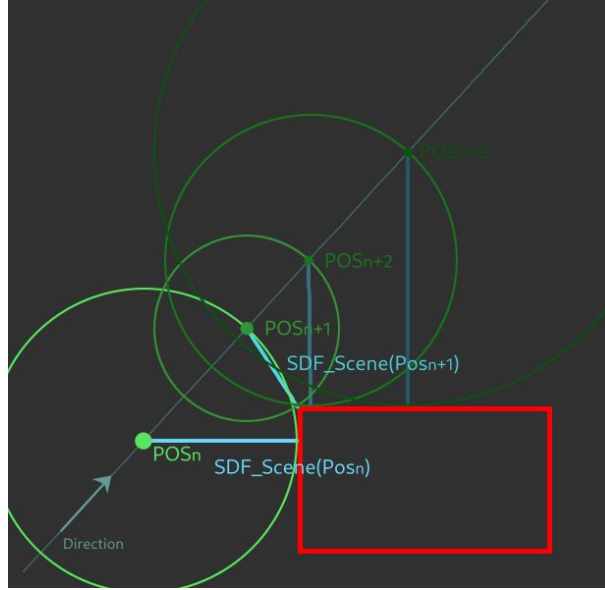 POSn+3
POSn+2
POSn+1
SDF_Scene(Posn+1)
POSn
SDF_Scene(Posn)
Direction